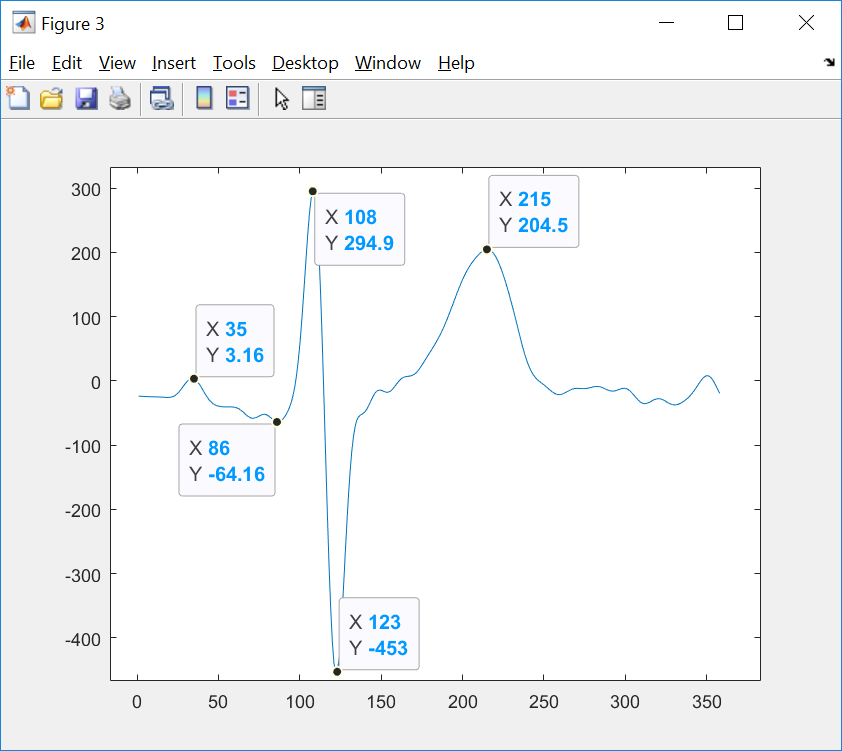 Figure 3
File Edit View Insert Tools Desktop Window Help
X 215
Y 204.5
X 108
Y 294.9
X 35
Y 3.16
X 86
Y -64.16
X 123
Y -453
300
200
100
0
-100
-200
-300
-400
0 50 100 150 200 250 300 350